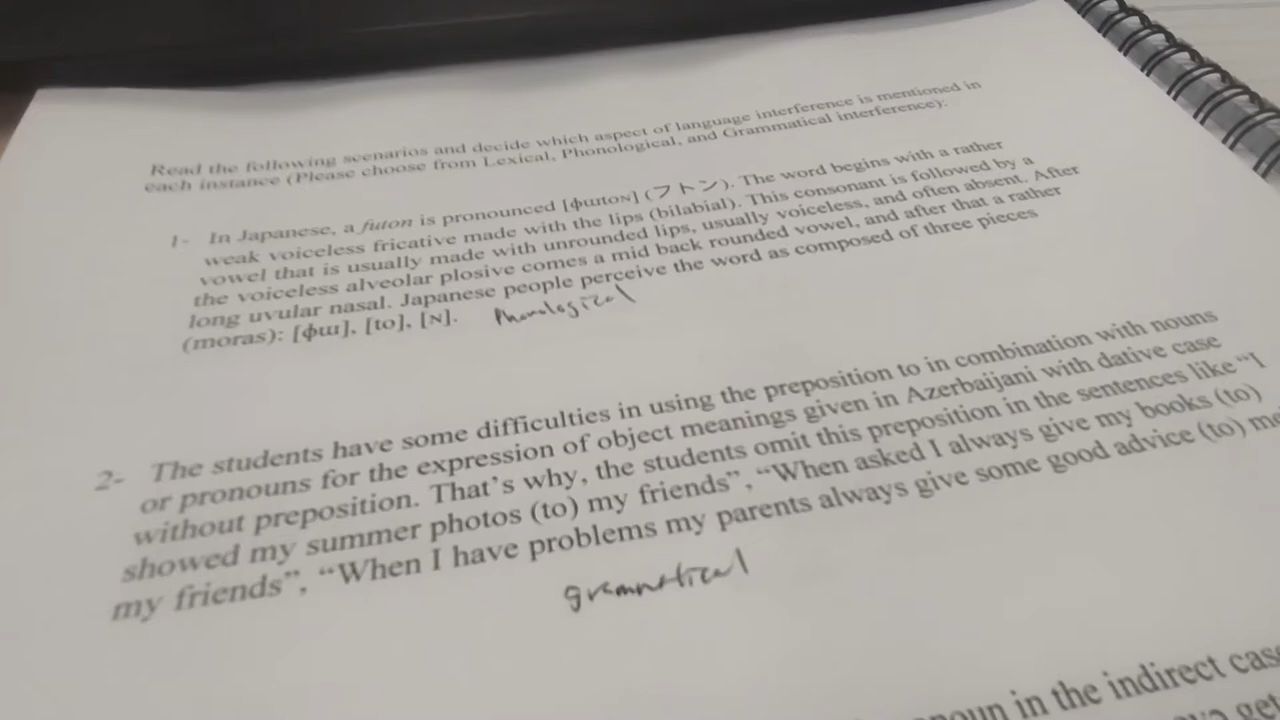 Read the following scenarios and decide which aspect of language interference is mentioned in
each instance (Please choose from Lexical, Phonological, and Grammatical interference):
1- In Japanese, a futon is pronounced [ɸɯtoɴ] (フトン). The word begins with a rather
weak voiceless fricative made with the lips (bilabial). This consonant is followed by a
vowel that is usually made with unrounded lips, usually voiceless, and often absent. After
the voiceless alveolar plosive comes a mid back rounded vowel, and after that a rather
long uvular nasal. Japanese people perceive the word as composed of three pieces
(moras): [ɸɯ], [to], [ɴ]. Phonological
2- The students have some difficulties in using the preposition to in combination with nouns
or pronouns for the expression of object meanings given in Azerbaijani with dative case
without preposition. That's why, the students omit this preposition in the sentences like "I
showed my summer photos (to) my friends", "When asked I always give my books (to)
my friends", "When I have problems my parents always give some good advice (to) me
grammatical
noun in the indirect case